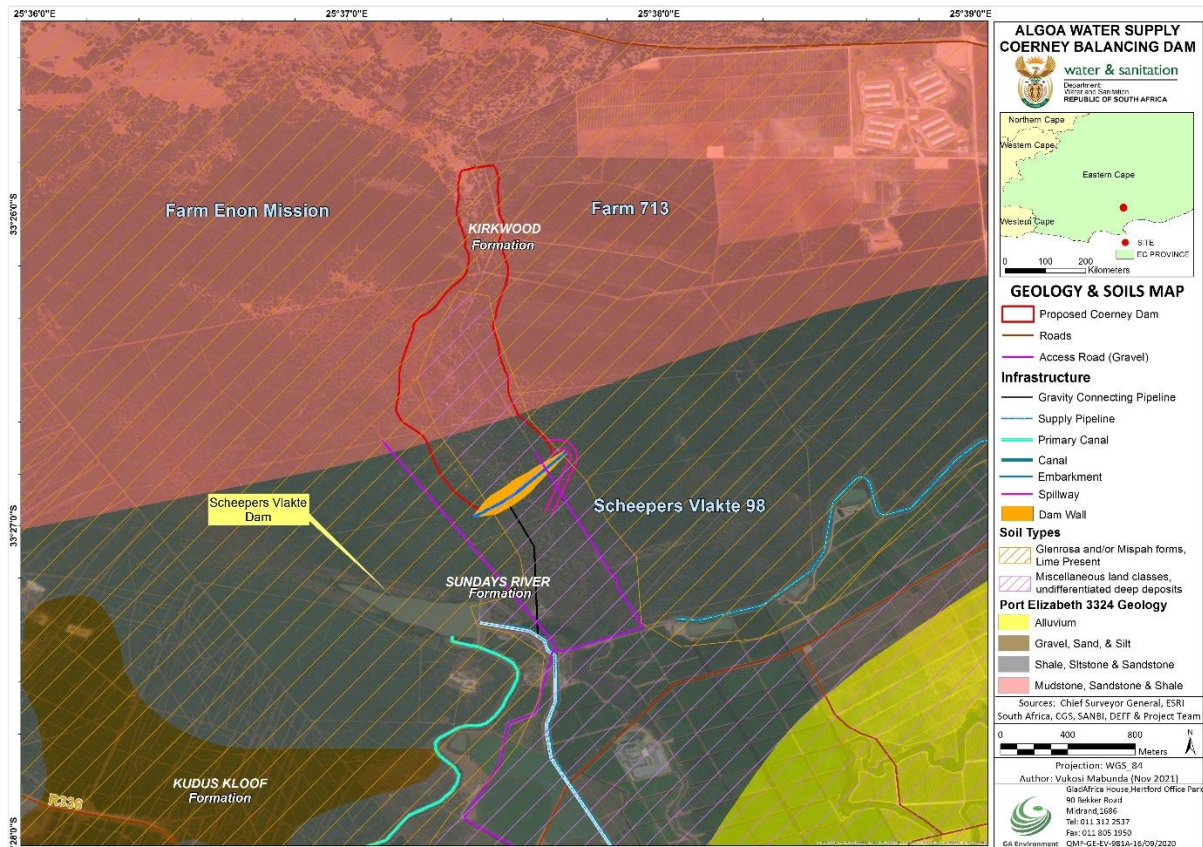 25°36'0"E
25°37'0"E
25°38'0"E
25°39'0"E
33°26'0"S
33°27'0"S
28'0"S
Farm Enon Mission
Farm 713
KIRKWOOD
Formation
Scheepers Vlakte
Dam
Scheepers Vlakte 98
SUNDAYS RIVER
Formation
KUDUS KLOOF
Formation
R336
ALGOA WATER SUPPLY
COERNEY BALANCING DAM
water & sanitation
Department:
Water and Sanitation
REPUBLIC OF SOUTH AFRICA
Northern Cape
Western Cape
Eastern Cape
Western Cape
SITE
EC PROVINCE
0 100 200
Kilometers
GEOLOGY & SOILS MAP
Proposed Coerney Dam
Roads
Access Road (Gravel)
Infrastructure
Gravity Connecting Pipeline
Supply Pipeline
Primary Canal
Canal
Embarkment
Spillway
Dam Wall
Soil Types
Glenrosa and/or Mispah forms,
Lime Present
Miscellaneous land classes,
undifferentiated deep deposits
Port Elizabeth 3324 Geology
Alluvium
Gravel, Sand, & Silt
Shale, Sltstone & Sandstone
Mudstone, Sandstone & Shale
Sources: Chief Surveyor General, ESRI
South Africa, CGS, SANBI, DEFF & Project Team
0 400 800
Meters
N
Projection: WGS_84
Author: Vukosi Mabunda (Nov 2021)
GladAfrica House,Hertford Office Park
90 Bekker Road
Midrand,1686
Tel: 011 312 2537
Fax: 011 805 1950
GA Environment QMF-GE-EV-981A-16/09/2020